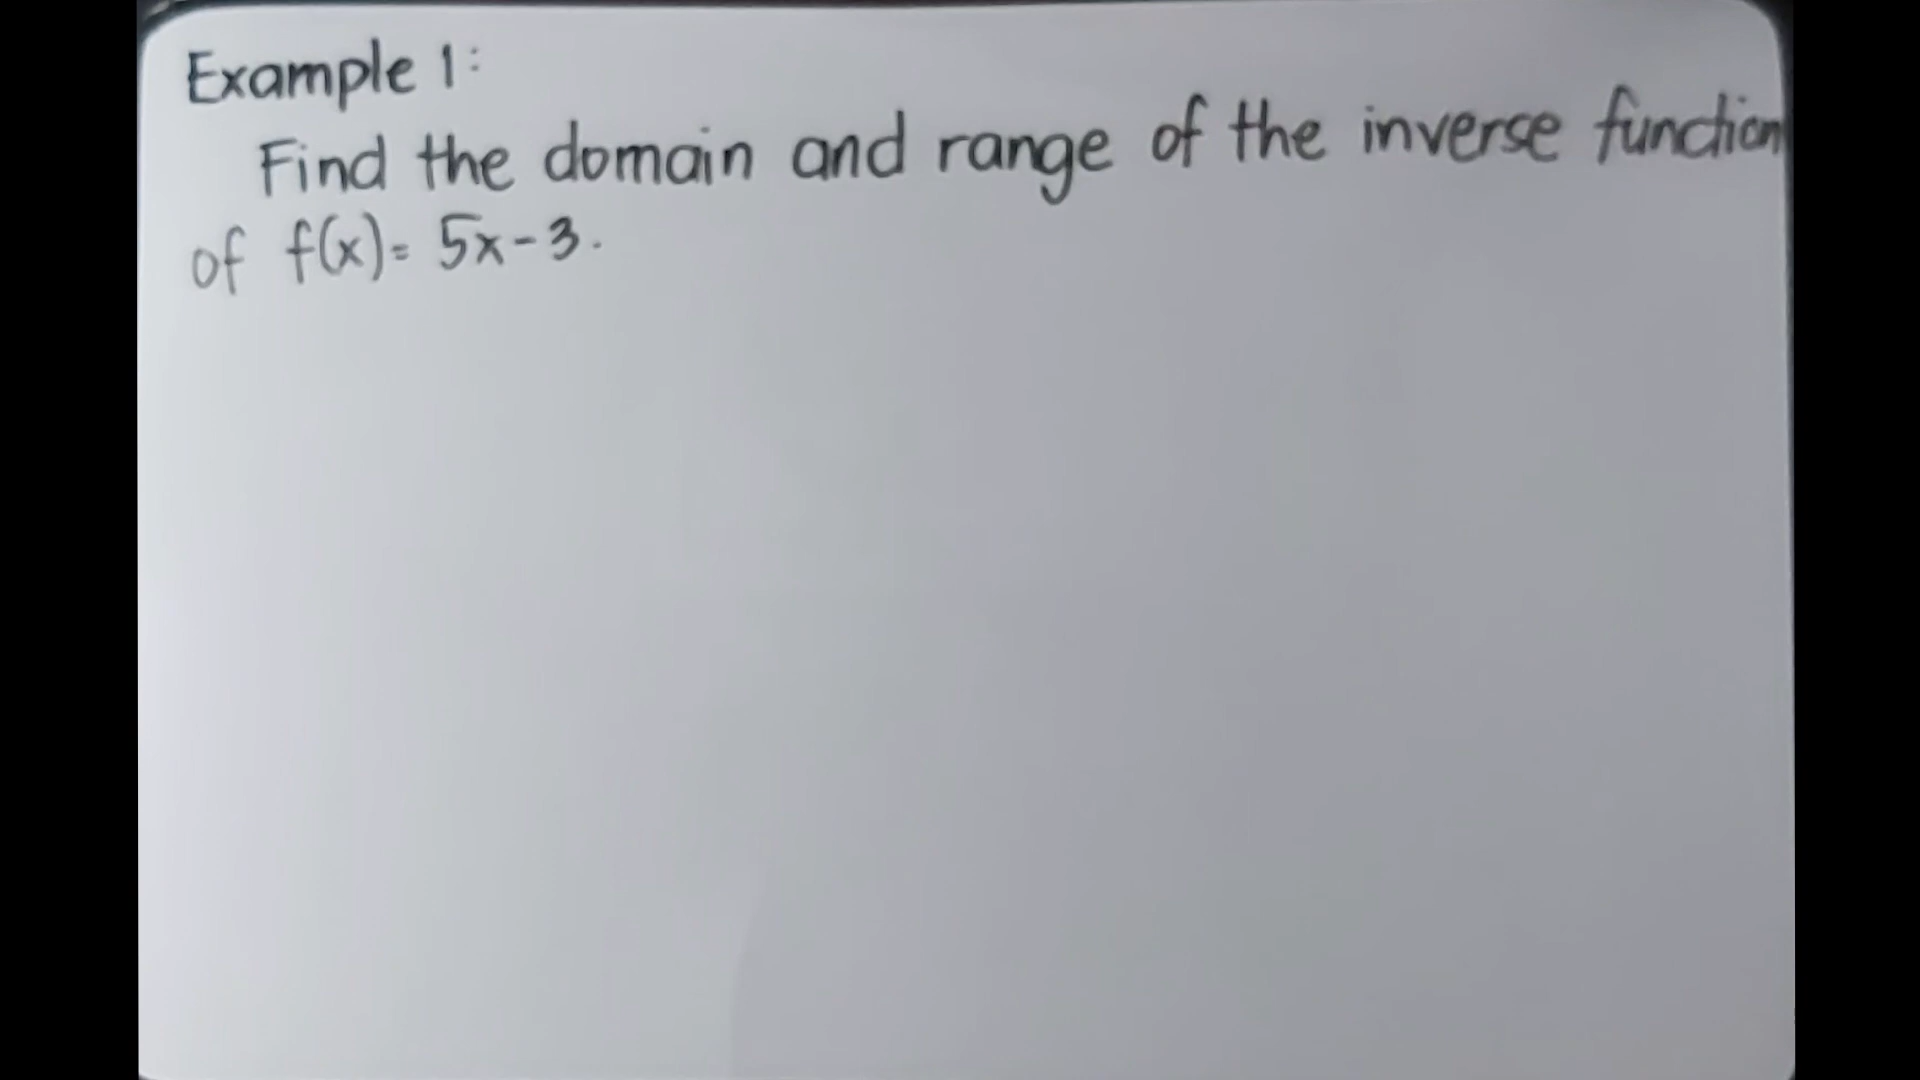 Example 1:
Find the domain and range of the inverse function
of f(x) = 5x - 3.